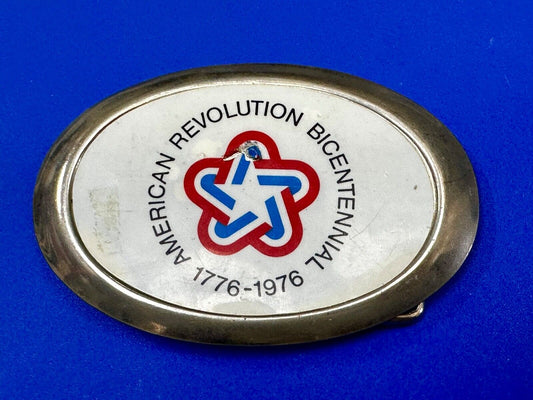 AMERICAN REVOLUTION BICENTENNIAL
1776-1976